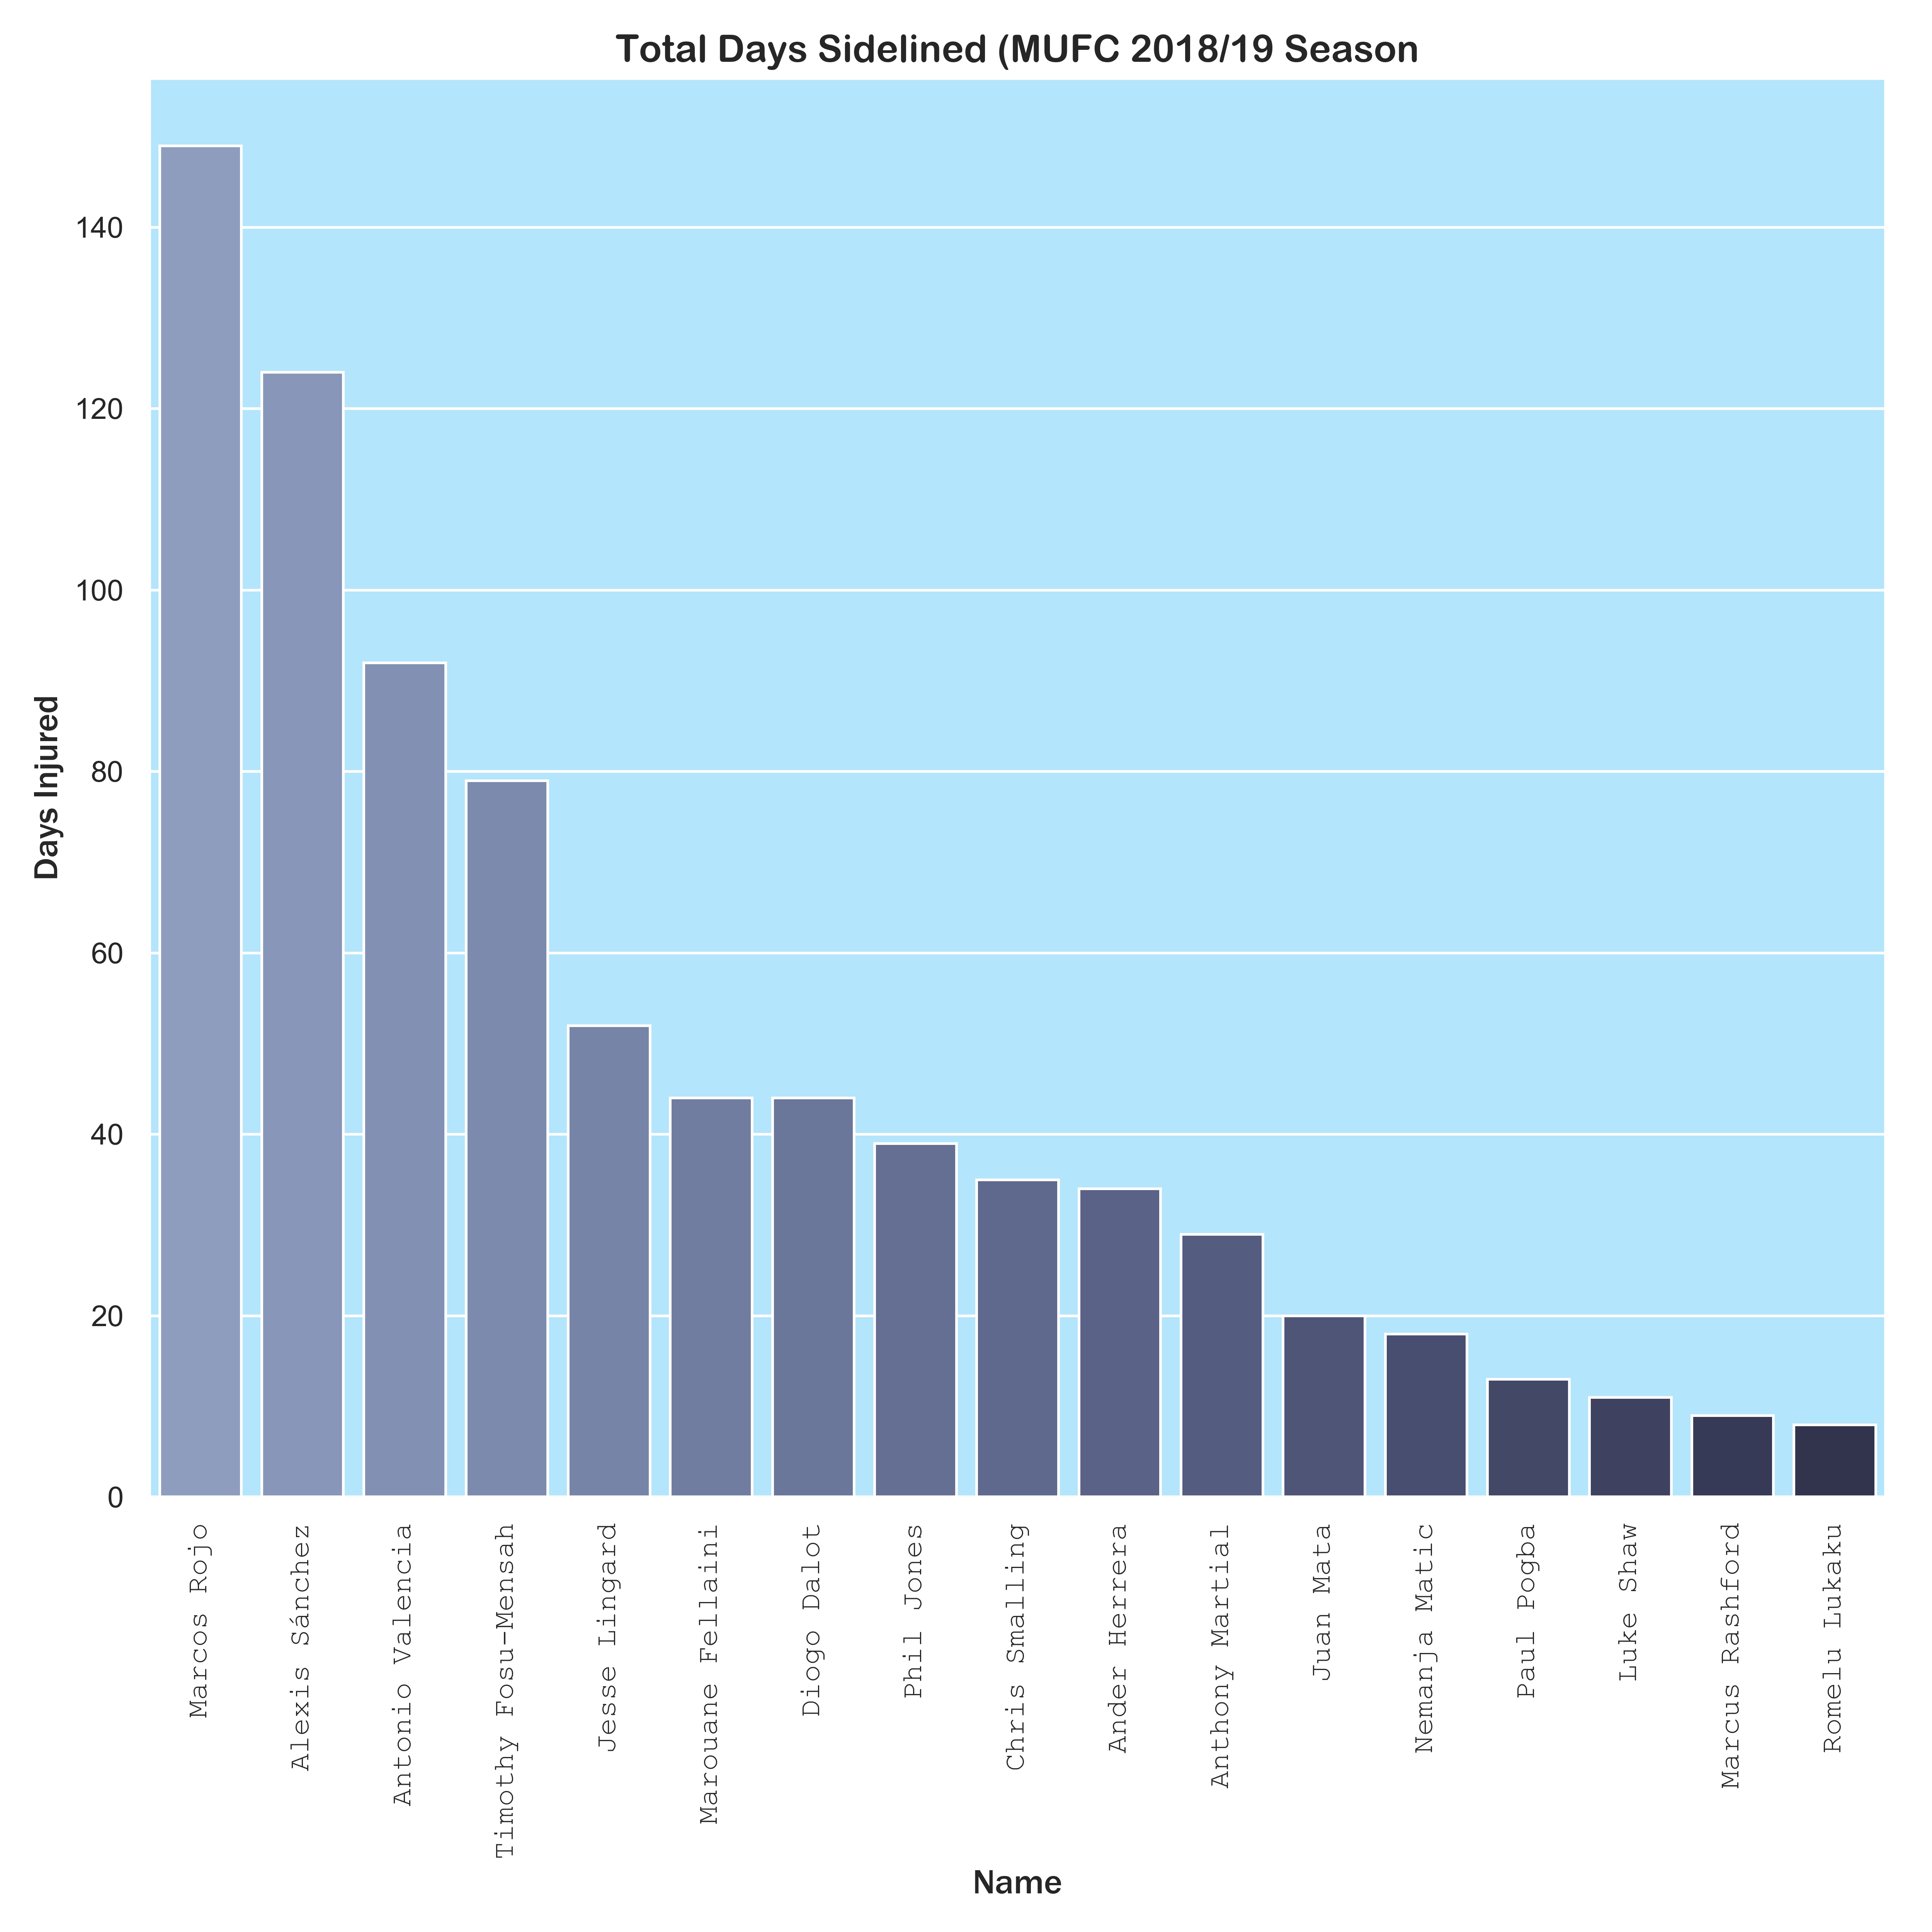 Total Days Sidelined (MUFC 2018/19 Season
140
120
100
80
60
40
20
0
Days Injured
Marcos Rojo
Alexis Sánchez
Antonio Valencia
Timothy Fosu-Mensah
Jesse Lingard
Marouane Fellaini
Diogo Dalot
Phil Jones
Chris Smalling
Ander Herrera
Anthony Martial
Juan Mata
Nemanja Matic
Paul Pogba
Luke Shaw
Marcus Rashford
Romelu Lukaku
Name